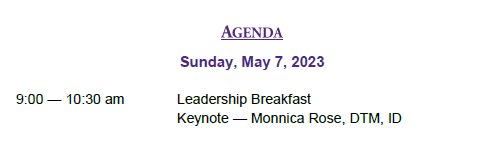 AGENDA
Sunday, May 7, 2023
9:00 — 10:30 am Leadership Breakfast
Keynote — Monnica Rose, DTM, ID